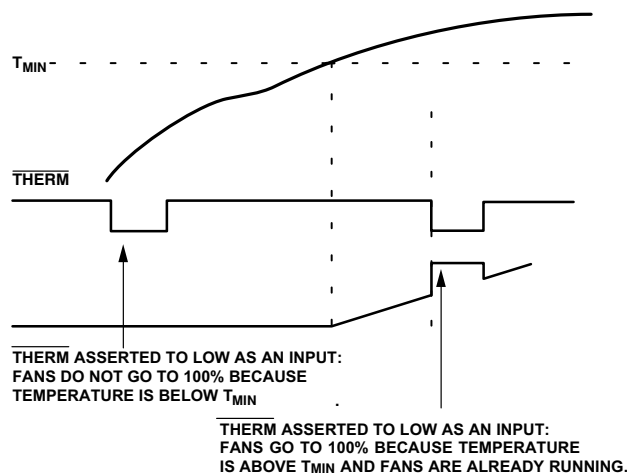 TMIN
THERM
THERM ASSERTED TO LOW AS AN INPUT:
FANS DO NOT GO TO 100% BECAUSE
TEMPERATURE IS BELOW TMIN
THERM ASSERTED TO LOW AS AN INPUT:
FANS GO TO 100% BECAUSE TEMPERATURE
IS ABOVE TMIN AND FANS ARE ALREADY RUNNING.